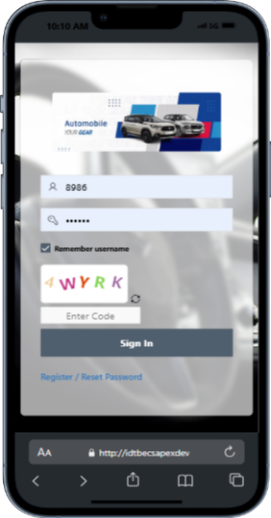 10:10 AM
5G
Automobile
YOUR GEAR
8986
••••••
Remember username
4WYRK
Enter Code
Sign In
Register / Reset Password
AA
http://idtbecsapexdev